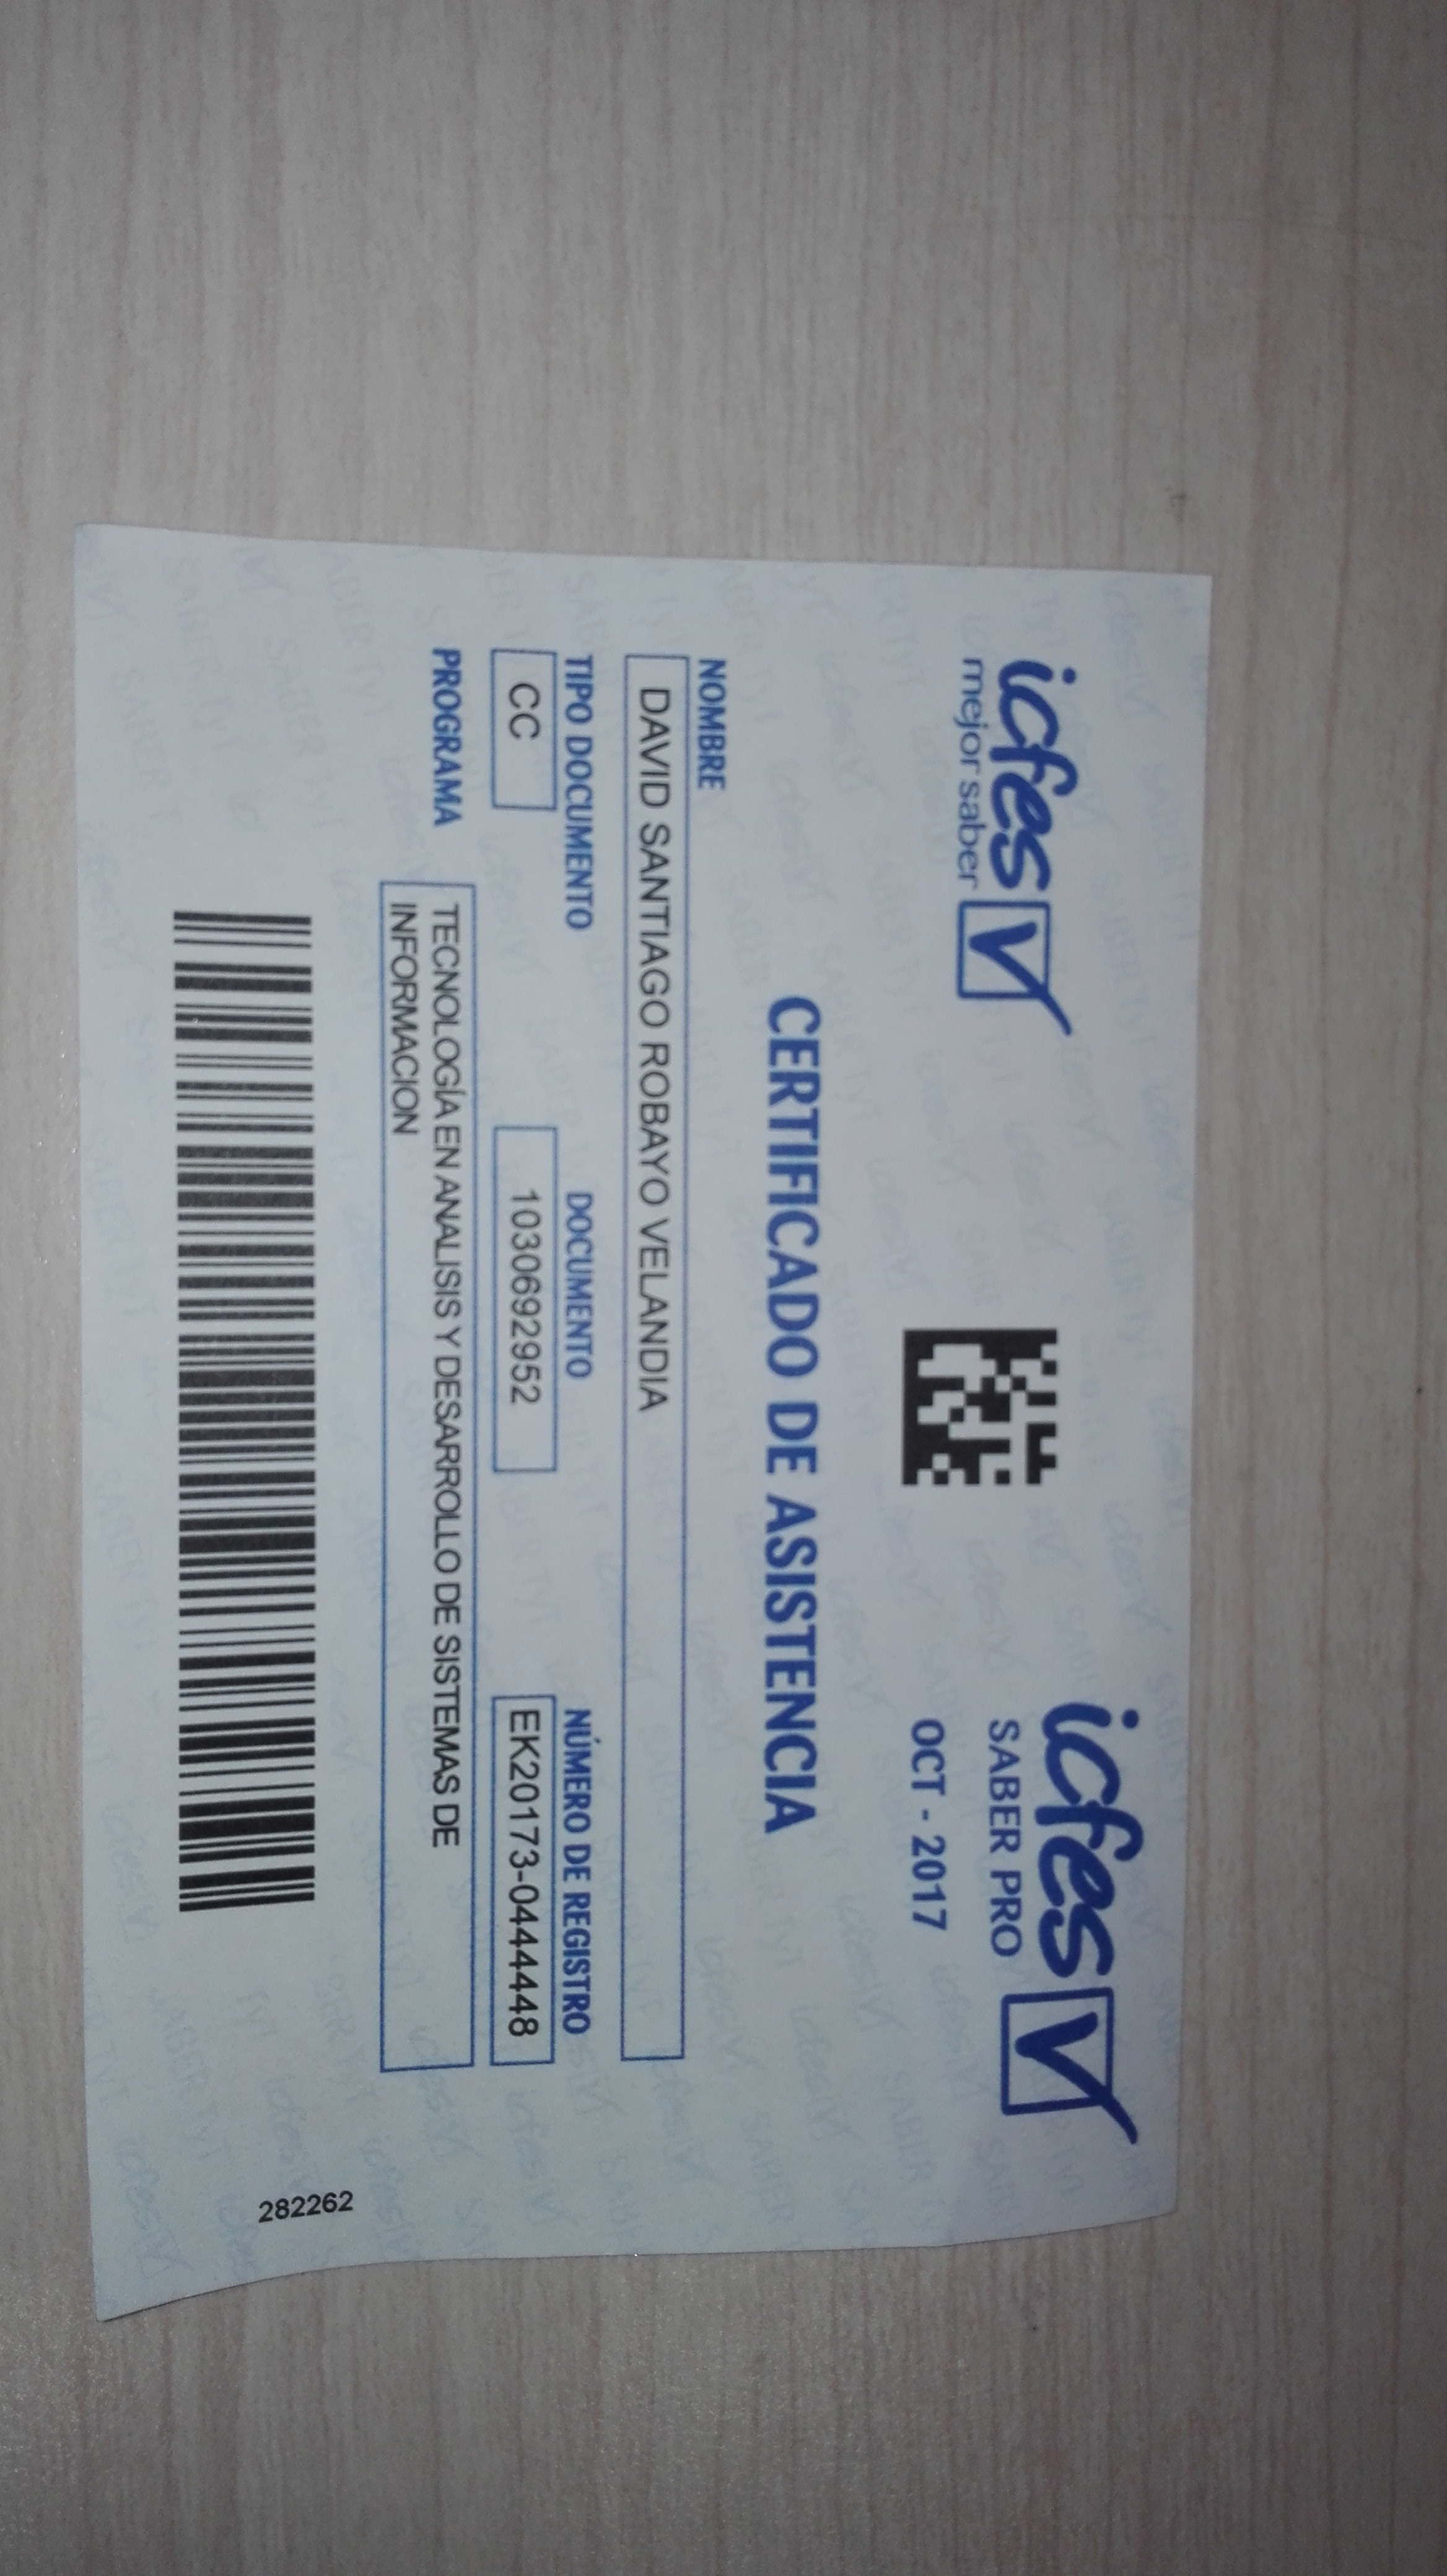 icfes
mejor saber
icfes
SABER PRO
OCT - 2017
CERTIFICADO DE ASISTENCIA
NOMBRE
DAVID SANTIAGO ROBAYO VELANDIA
TIPO DOCUMENTO DOCUMENTO NÚMERO DE REGISTRO
CC 1030692952 EK20173-0444448
PROGRAMA TECNOLOGÍA EN ANALISIS Y DESARROLLO DE SISTEMAS DE
INFORMACION
282262